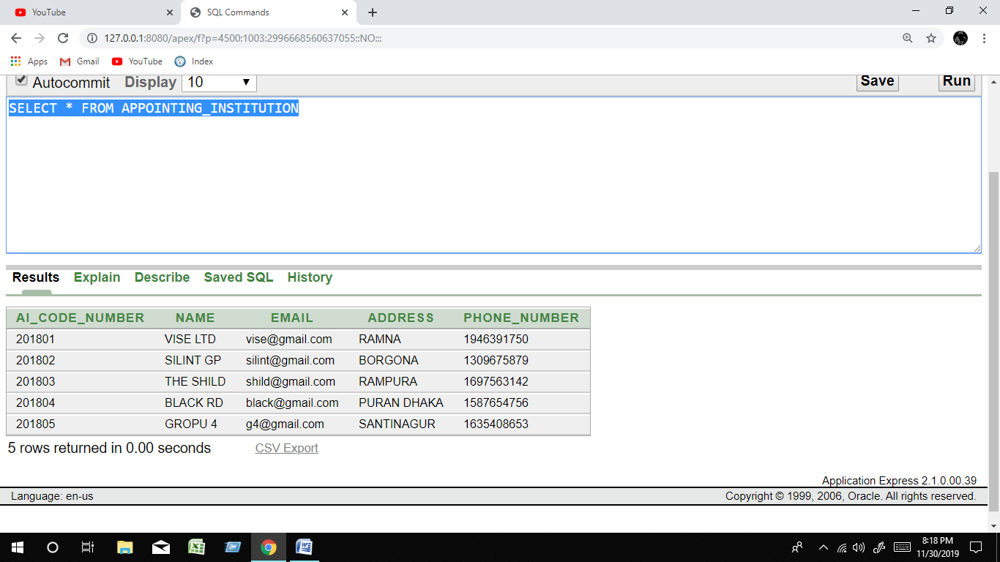 YouTube SQL Commands
127.0.0.1:8080/apex/f?p=4500:1003:2996668560637055::NO:::
Apps Gmail YouTube Index
Autocommit Display 10 Save Run
SELECT * FROM APPOINTING_INSTITUTION
Results Explain Describe Saved SQL History
AI_CODE_NUMBER NAME EMAIL ADDRESS PHONE_NUMBER
201801 VISE LTD vise@gmail.com RAMNA 1946391750
201802 SILINT GP silint@gmail.com BORGONA 1309675879
201803 THE SHILD shild@gmail.com RAMPURA 1697563142
201804 BLACK RD black@gmail.com PURAN DHAKA 1587654756
201805 GROPU 4 g4@gmail.com SANTINAGUR 1635408653
5 rows returned in 0.00 seconds CSV Export
Application Express 2.1.0.00.39
Language: en-us Copyright © 1999, 2006, Oracle. All rights reserved.
8:18 PM
11/30/2019